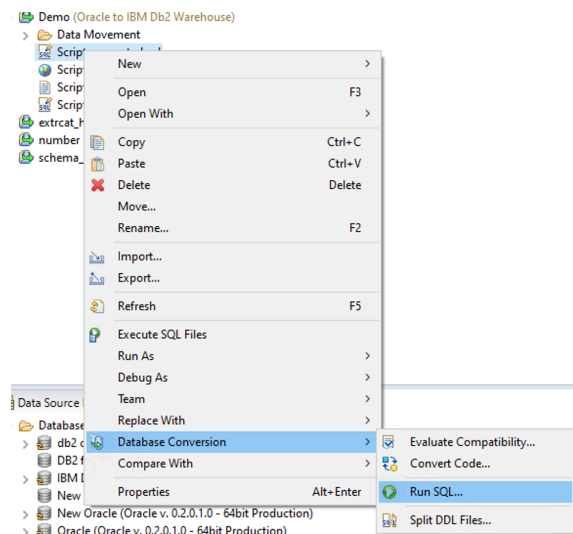 Demo (Oracle to IBM Db2 Warehouse)
Data Movement
New
Open F3
Open With
Copy Ctrl+C
Paste Ctrl+V
Delete Delete
Move...
Rename... F2
Import...
Export...
Refresh F5
Execute SQL Files
Run As
Debug As
Team
Replace With
Database Conversion
Compare With
Properties Alt+Enter
Evaluate Compatibility...
Convert Code...
Run SQL...
Split DDL Files...
Script
Script
Script
Script
extrcat_h
number
schema_
Data Source
Database
db2 c
DB2 f
IBM D
New
New Oracle (Oracle v. 0.2.0.1.0 - 64bit Production)
Oracle (Oracle v. 0.2.0.1.0 - 64bit Production)